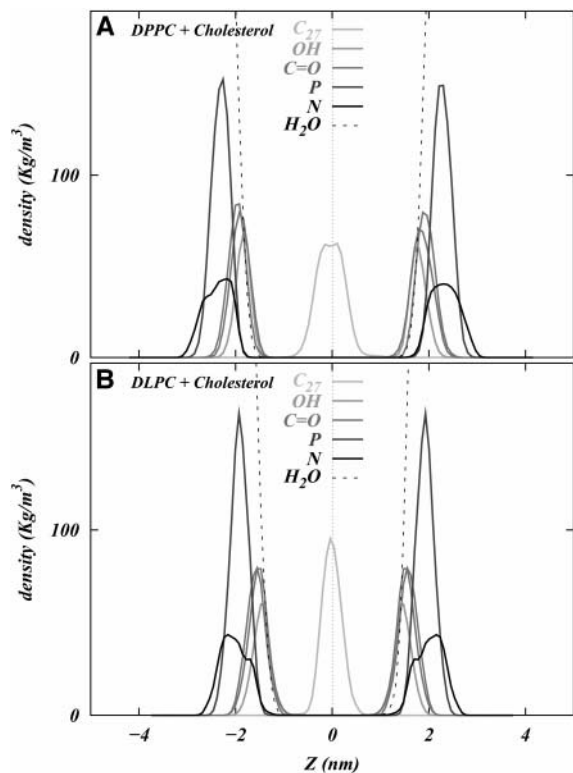 A DPPC + Cholesterol
C27
OH
C=O
P
N
H2O
density (Kg/m3)
100
0
B DLPC + Cholesterol
C27
OH
C=O
P
N
H2O
density (Kg/m3)
100
0
−4 −2 0 2 4
Z (nm)